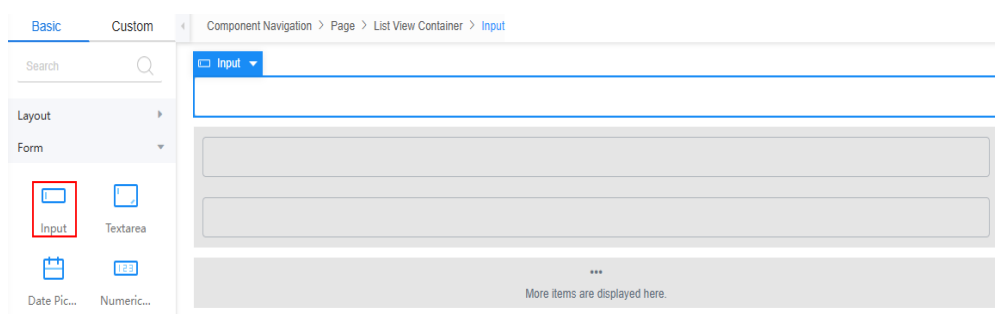 Basic Custom
Component Navigation > Page > List View Container > Input
Search
Input
Layout
Form
Input Textarea
123
Date Pic... Numeric...
•••
More items are displayed here.